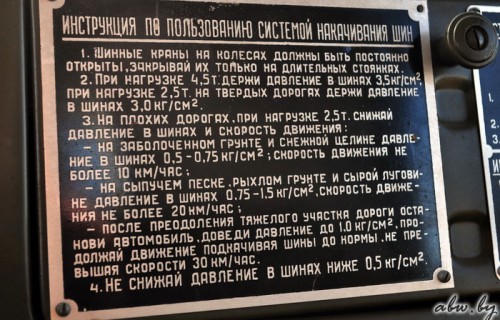 ИНСТРУКЦИЯ ПО ПОЛЬЗОВАНИЮ СИСТЕМОЙ НАКАЧИВАНИЯ ШИН
1. ШИННЫЕ КРАНЫ НА КОЛЕСАХ ДОЛЖНЫ БЫТЬ ПОСТОЯННО
ОТКРЫТЫ, ЗАКРЫВАЙ ИХ ТОЛЬКО НА ДЛИТЕЛЬНЫХ СТОЯНКАХ.
2. ПРИ НАГРУЗКЕ 4,5Т. ДЕРЖИ ДАВЛЕНИЕ В ШИНАХ 3,5КГ/СМ²,
ПРИ НАГРУЗКЕ 2,5Т. НА ТВЕРДЫХ ДОРОГАХ ДЕРЖИ ДАВЛЕНИЕ
В ШИНАХ 3,0КГ/СМ².
3. НА ПЛОХИХ ДОРОГАХ, ПРИ НАГРУЗКЕ 2,5Т. СНИЖАЙ
ДАВЛЕНИЕ В ШИНАХ И СКОРОСТЬ ДВИЖЕНИЯ:
– НА ЗАБОЛОЧЕННОМ ГРУНТЕ И СНЕЖНОЙ ЦЕЛИНЕ ДАВЛЕ-
НИЕ В ШИНАХ 0,5-0,75КГ/СМ²; СКОРОСТЬ ДВИЖЕНИЯ НЕ
БОЛЕЕ 10 КМ/ЧАС;
– НА СЫПУЧЕМ ПЕСКЕ, РЫХЛОМ ГРУНТЕ И СЫРОЙ ЛУГОВИ-
НЕ ДАВЛЕНИЕ В ШИНАХ 0,75-1,5 КГ/СМ², СКОРОСТЬ ДВИЖЕ-
НИЯ НЕ БОЛЕЕ 20 КМ/ЧАС;
– ПОСЛЕ ПРЕОДОЛЕНИЯ ТЯЖЕЛОГО УЧАСТКА ДОРОГИ ОСТА-
НОВИ АВТОМОБИЛЬ, ДОВЕДИ ДАВЛЕНИЕ ДО 1,0 КГ/СМ², ПРО-
ДОЛЖАЙ ДВИЖЕНИЕ ПОДКАЧИВАЯ ШИНЫ ДО НОРМЫ, НЕ ПРЕ-
ВЫШАЯ СКОРОСТИ 30 КМ/ЧАС.
4. НЕ СНИЖАЙ ДАВЛЕНИЕ В ШИНАХ НИЖЕ 0,5 КГ/СМ².
abw.by